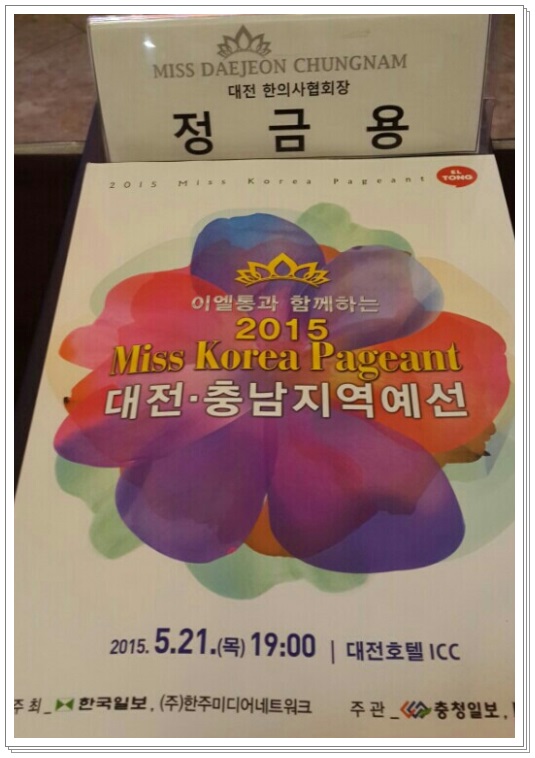 MISS DAEJEON CHUNGNAM
대전 한의사협회장
정 금 용
2015 Miss Korea Pageant
EL TONG
이엘통과 함께하는
2015
Miss Korea Pageant
대전·충남지역예선
2015. 5.21.(목) 19:00 | 대전호텔 ICC
주최_ 한국일보, (주)한주미디어네트워크 주관_ 충청일보,